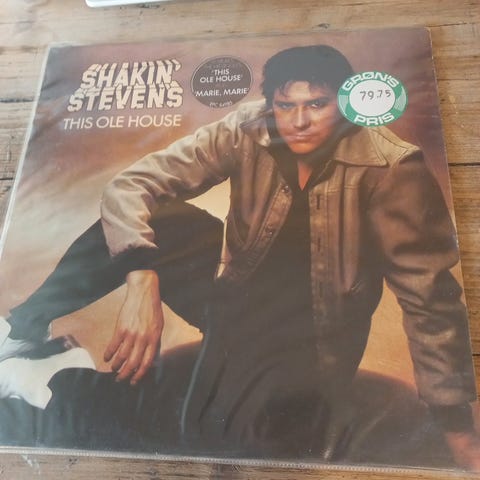 SHAKIN'
STEVENS
THIS OLE HOUSE
'THIS
OLE HOUSE'
'MARIE, MARIE'
GRØN'S
79.75
PRIS